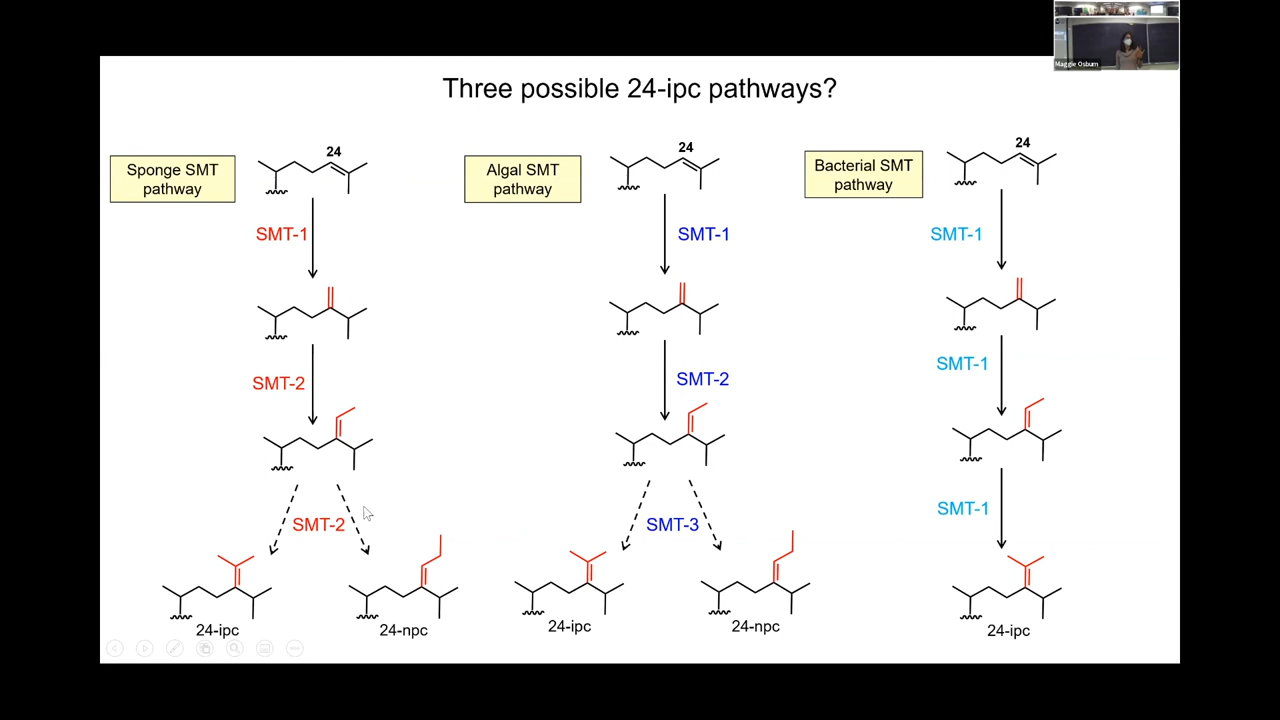 Maggie Osburn
Three possible 24-ipc pathways?
Sponge SMT
pathway
24
SMT-1
SMT-2
SMT-2
24-ipc
24-npc
Algal SMT
pathway
24
SMT-1
SMT-2
SMT-3
24-ipc
24-npc
Bacterial SMT
pathway
24
SMT-1
SMT-1
SMT-1
24-ipc